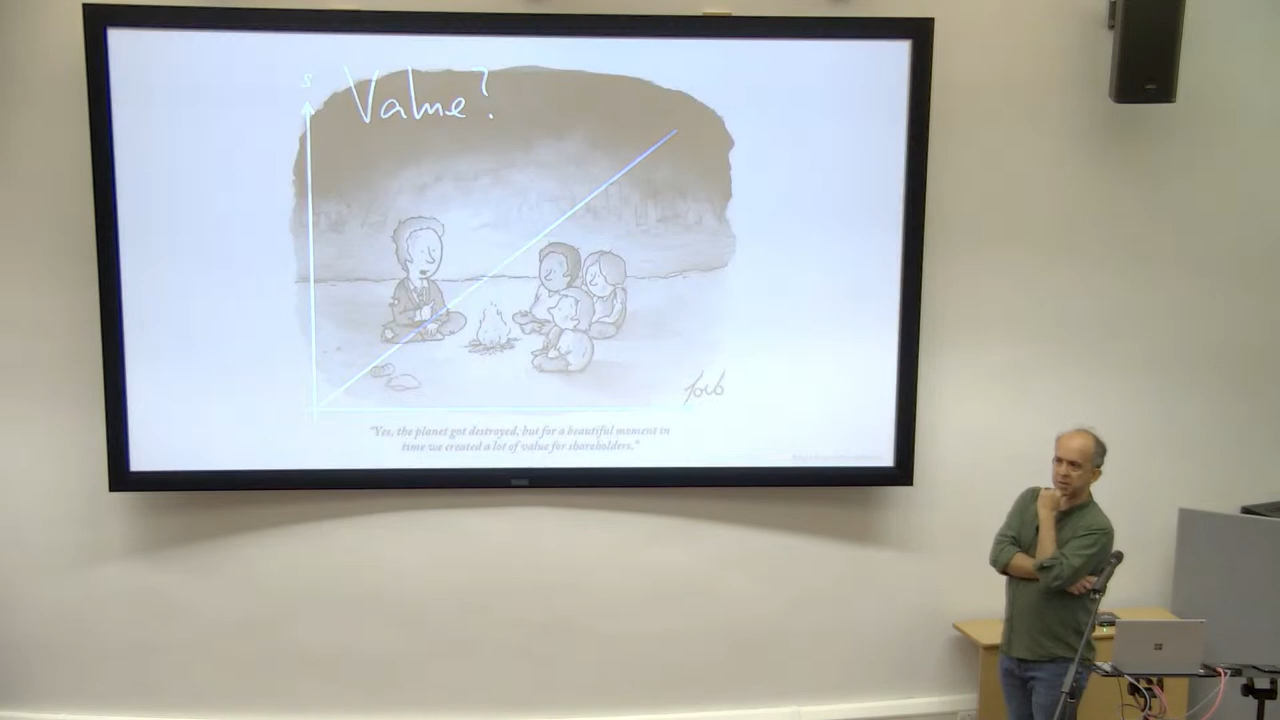 $
Value?
"Yes, the planet got destroyed, but for a beautiful moment in
time we created a lot of value for shareholders."